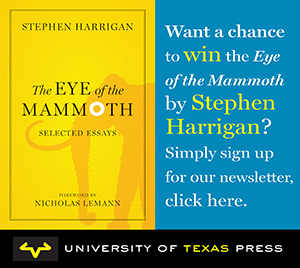 STEPHEN HARRIGAN
The EYE of the
MAMMOTH
SELECTED ESSAYS
FOREWORD BY
NICHOLAS LEMANN
Want a chance
to win the Eye
of the Mammoth
by Stephen
Harrigan?
Simply sign up
for our newsletter,
click here.
UNIVERSITY OF TEXAS PRESS